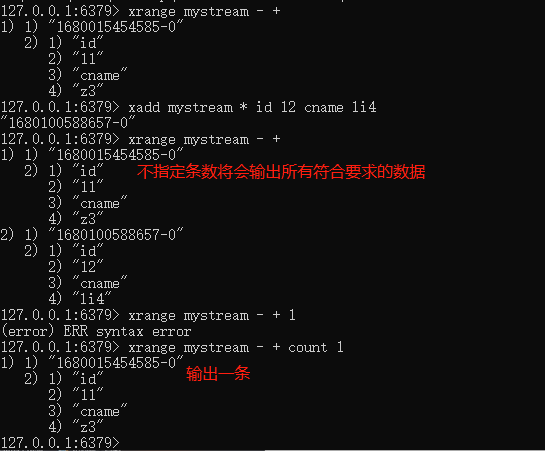 127.0.0.1:6379> xrange mystream - +
1) 1) "1680015454585-0"
   2) 1) "id"
      2) "11"
      3) "cname"
      4) "z3"
127.0.0.1:6379> xadd mystream * id 12 cname li4
"1680100588657-0"
127.0.0.1:6379> xrange mystream - +
1) 1) "1680015454585-0"
   2) 1) "id" 不指定条数将会输出所有符合要求的数据
      2) "11"
      3) "cname"
      4) "z3"
2) 1) "1680100588657-0"
   2) 1) "id"
      2) "12"
      3) "cname"
      4) "li4"
127.0.0.1:6379> xrange mystream - + 1
(error) ERR syntax error
127.0.0.1:6379> xrange mystream - + count 1
1) 1) "1680015454585-0"
   2) 1) "id" 输出一条
      2) "11"
      3) "cname"
      4) "z3"
127.0.0.1:6379>